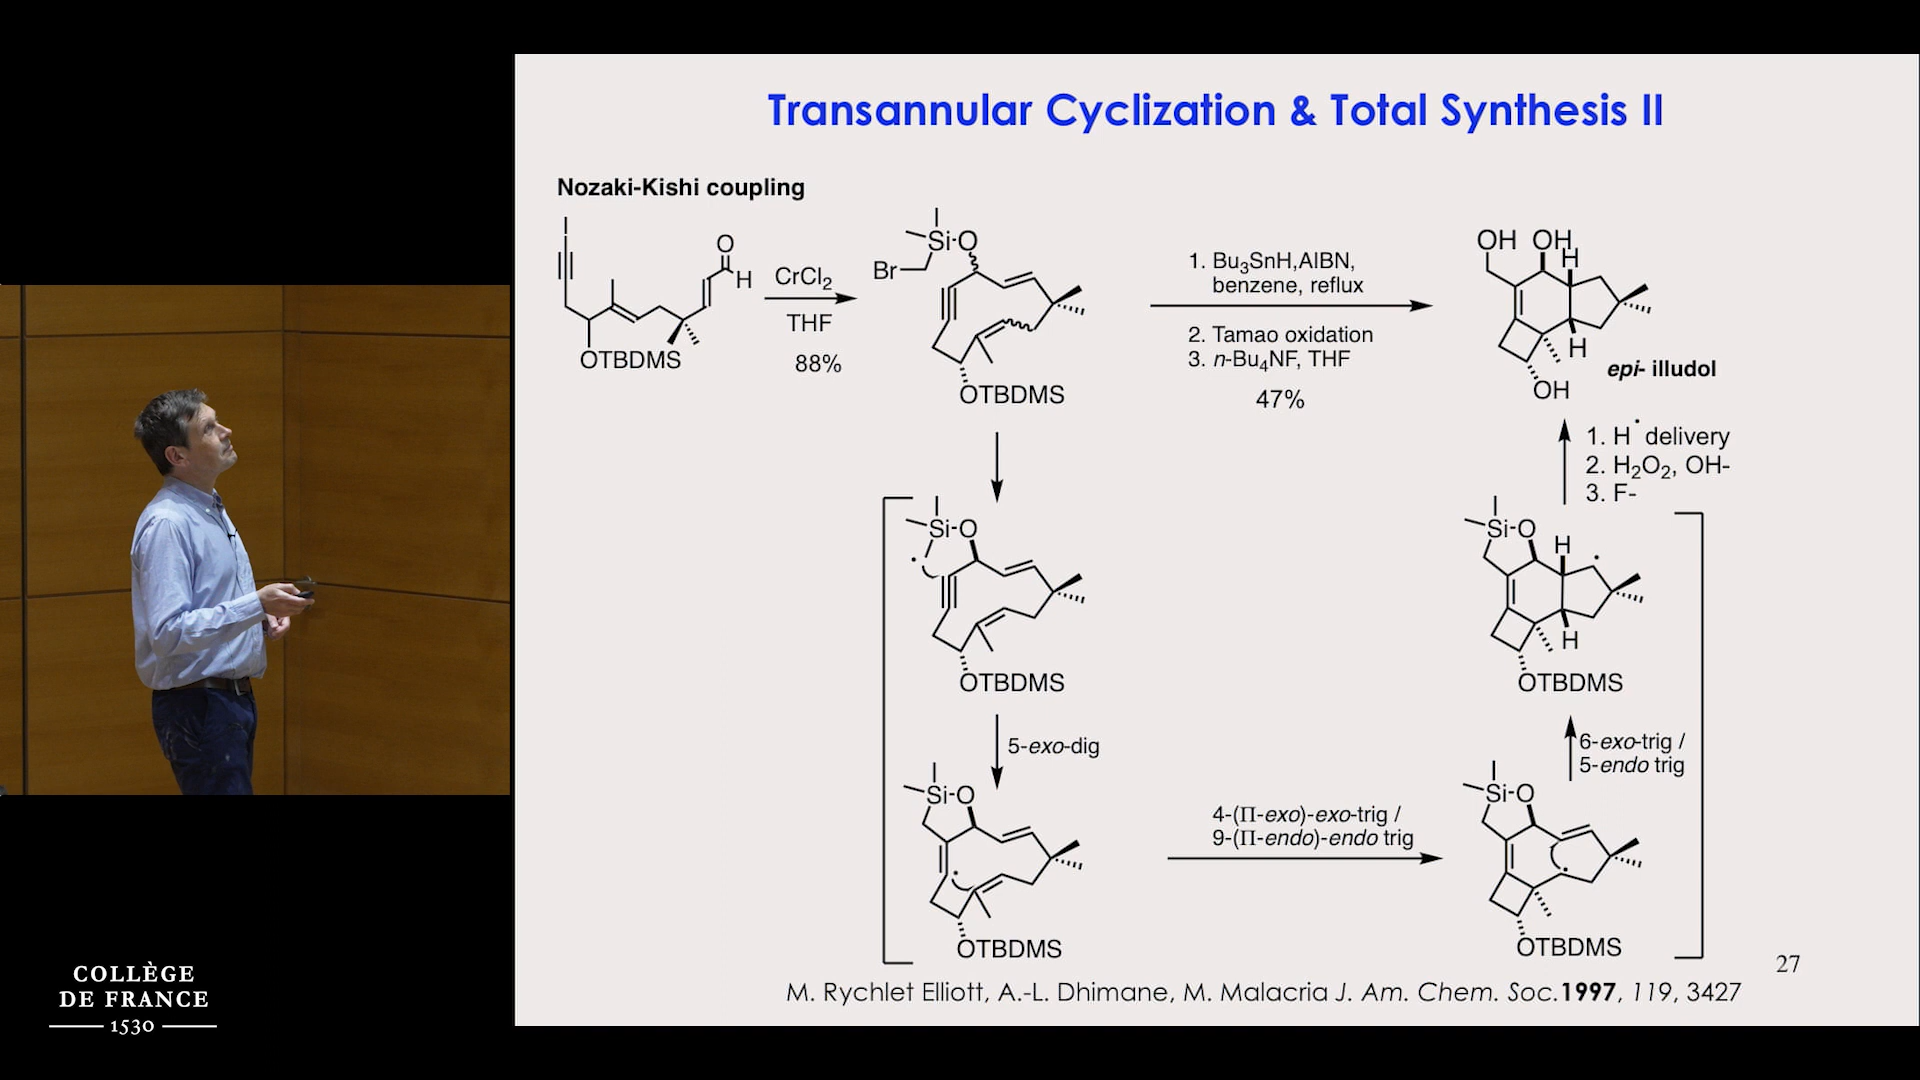 Transannular Cyclization & Total Synthesis II
Nozaki-Kishi coupling
I
O
H
OTBDMS
CrCl2
THF
88%
Si-O
Br
OTBDMS
1. Bu3SnH,AIBN,
benzene, reflux
2. Tamao oxidation
3. n-Bu4NF, THF
47%
OH OH
H
H
OH
epi- illudol
1. H˙ delivery
2. H2O2, OH-
3. F-
Si-O
OTBDMS
5-exo-dig
Si-O
OTBDMS
4-(Π-exo)-exo-trig /
9-(Π-endo)-endo trig
Si-O
OTBDMS
6-exo-trig /
5-endo trig
Si-O
H
H
OTBDMS
27
M. Rychlet Elliott, A.-L. Dhimane, M. Malacria J. Am. Chem. Soc.1997, 119, 3427
COLLÈGE
DE FRANCE
1530